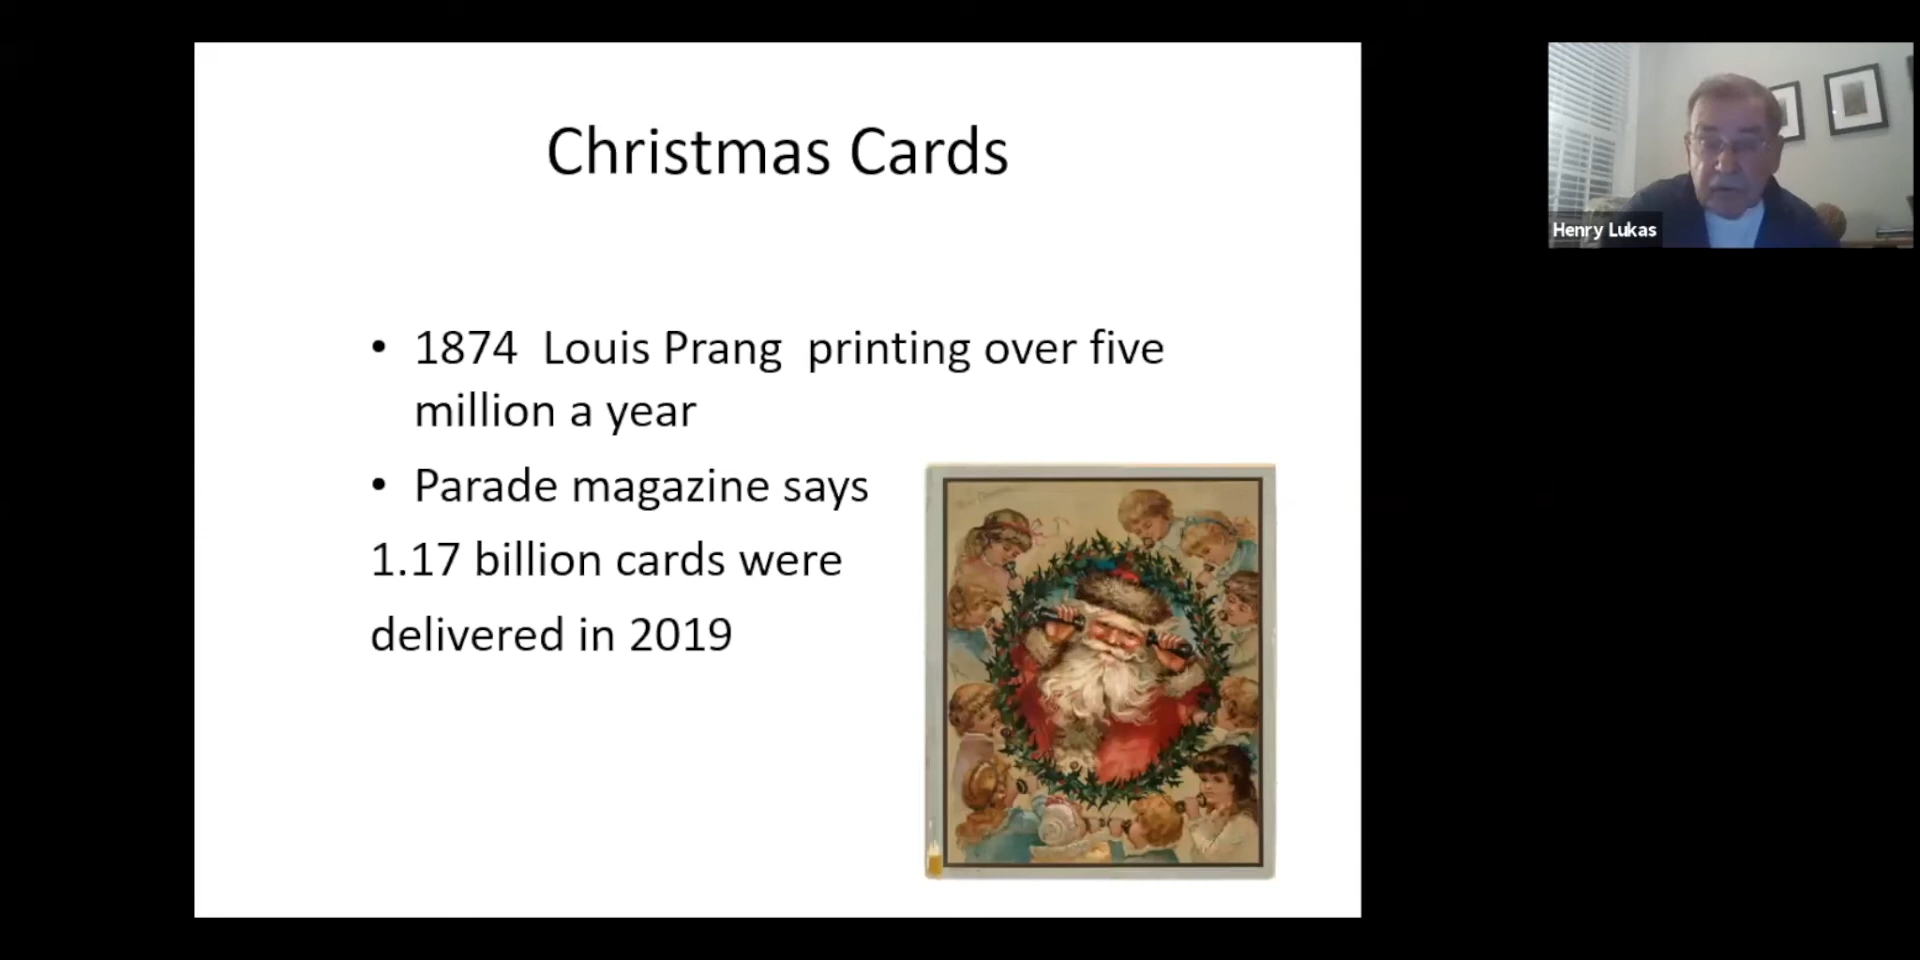 Christmas Cards
• 1874  Louis Prang  printing over five
million a year
• Parade magazine says
1.17 billion cards were
delivered in 2019
Henry Lukas